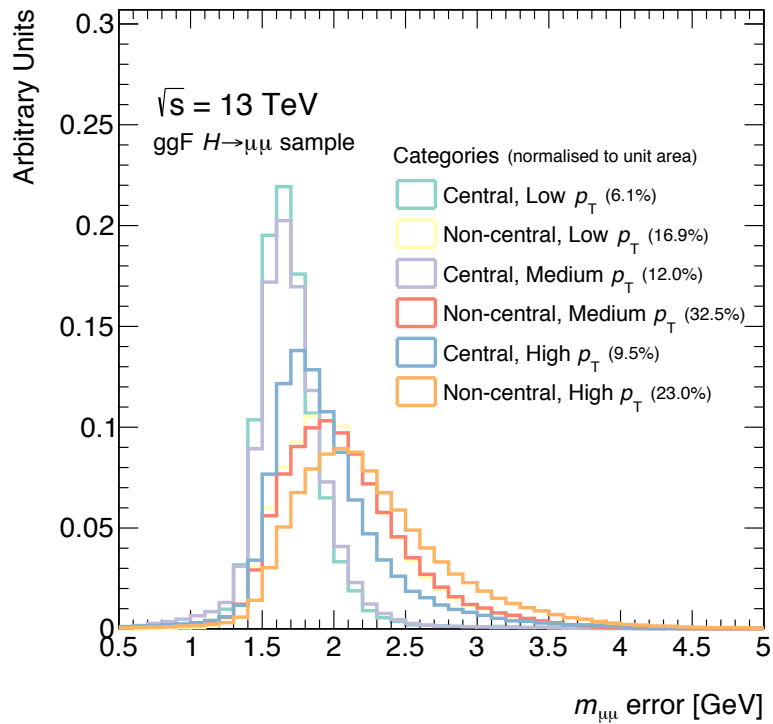 Arbitrary Units
0.3
0.25
0.2
0.15
0.1
0.05
0
√s = 13 TeV
ggF H→μμ sample
Categories (normalised to unit area)
Central, Low pT (6.1%)
Non-central, Low pT (16.9%)
Central, Medium pT (12.0%)
Non-central, Medium pT (32.5%)
Central, High pT (9.5%)
Non-central, High pT (23.0%)
0.5 1 1.5 2 2.5 3 3.5 4 4.5 5
mμμ error [GeV]